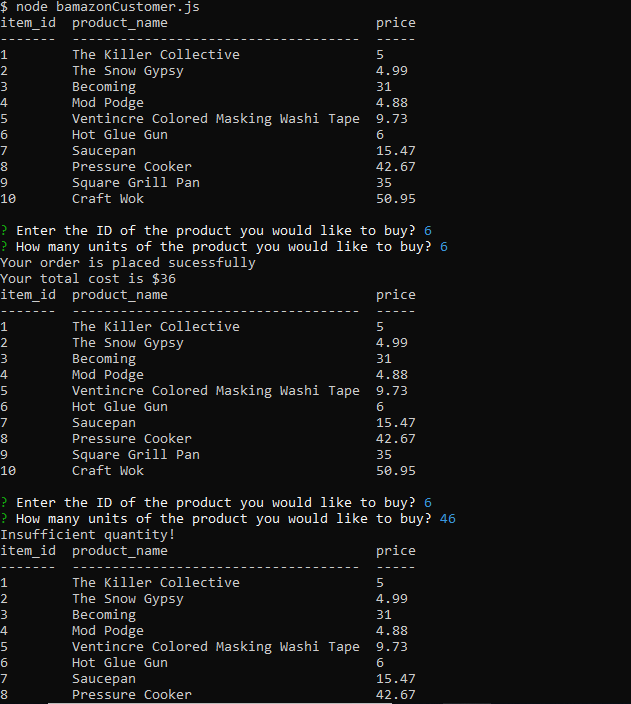 $ node bamazonCustomer.js
item_id  product_name                          price
-------  ------------------------------------  -----
1        The Killer Collective                 5
2        The Snow Gypsy                        4.99
3        Becoming                              31
4        Mod Podge                             4.88
5        Ventincre Colored Masking Washi Tape  9.73
6        Hot Glue Gun                          6
7        Saucepan                              15.47
8        Pressure Cooker                       42.67
9        Square Grill Pan                      35
10       Craft Wok                             50.95
? Enter the ID of the product you would like to buy? 6
? How many units of the product you would like to buy? 6
Your order is placed sucessfully
Your total cost is $36
item_id  product_name                          price
-------  ------------------------------------  -----
1        The Killer Collective                 5
2        The Snow Gypsy                        4.99
3        Becoming                              31
4        Mod Podge                             4.88
5        Ventincre Colored Masking Washi Tape  9.73
6        Hot Glue Gun                          6
7        Saucepan                              15.47
8        Pressure Cooker                       42.67
9        Square Grill Pan                      35
10       Craft Wok                             50.95
? Enter the ID of the product you would like to buy? 6
? How many units of the product you would like to buy? 46
Insufficient quantity!
item_id  product_name                          price
-------  ------------------------------------  -----
1        The Killer Collective                 5
2        The Snow Gypsy                        4.99
3        Becoming                              31
4        Mod Podge                             4.88
5        Ventincre Colored Masking Washi Tape  9.73
6        Hot Glue Gun                          6
7        Saucepan                              15.47
8        Pressure Cooker                       42.67